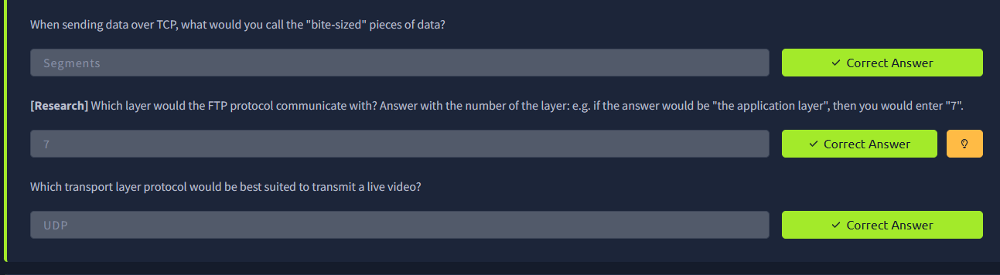 When sending data over TCP, what would you call the "bite-sized" pieces of data?
Segments
Correct Answer
[Research] Which layer would the FTP protocol communicate with? Answer with the number of the layer: e.g. if the answer would be "the application layer", then you would enter "7".
7
Correct Answer
Which transport layer protocol would be best suited to transmit a live video?
UDP
Correct Answer